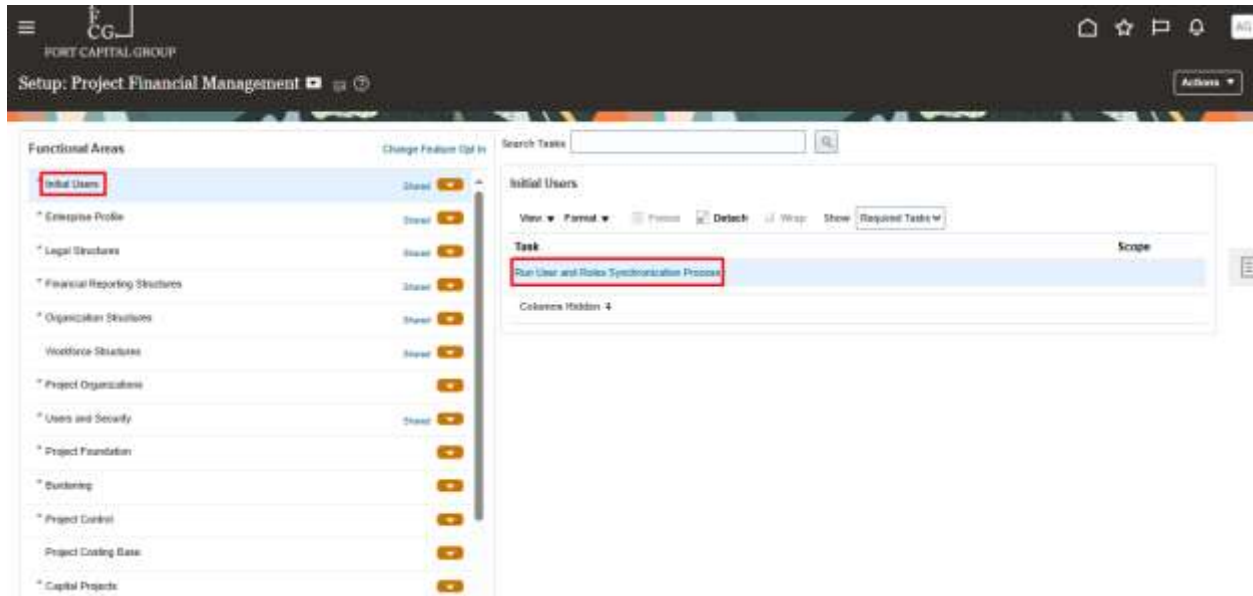 CG
FORT CAPITAL GROUP
Setup: Project Financial Management
Actions
Functional Areas
Change Feature Opt In
Search Tasks
* Initial Users
Shared
* Enterprise Profile
Shared
* Legal Structures
Shared
* Financial Reporting Structures
Shared
* Organization Structures
Shared
Workforce Structures
Shared
* Project Organizations
* Users and Security
Shared
* Project Foundation
* Burdening
* Project Control
Project Costing Base
* Capital Projects
Initial Users
View Format Freeze Detach Wrap Show Required Tasks
Task Scope
Run User and Roles Synchronization Process
Columns Hidden 4
AG